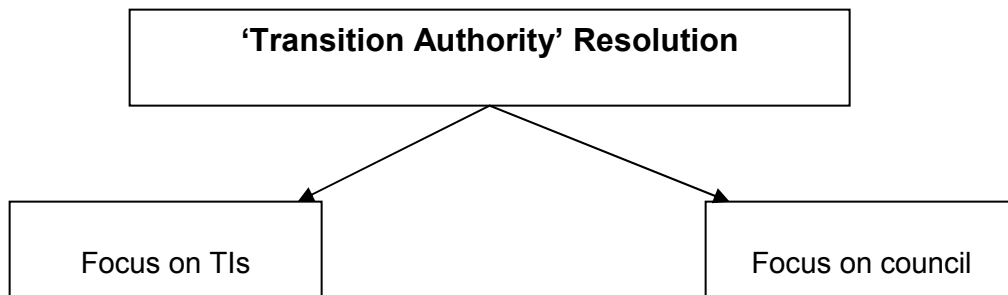 ‘Transition Authority’ Resolution
Focus on TIs
Focus on council